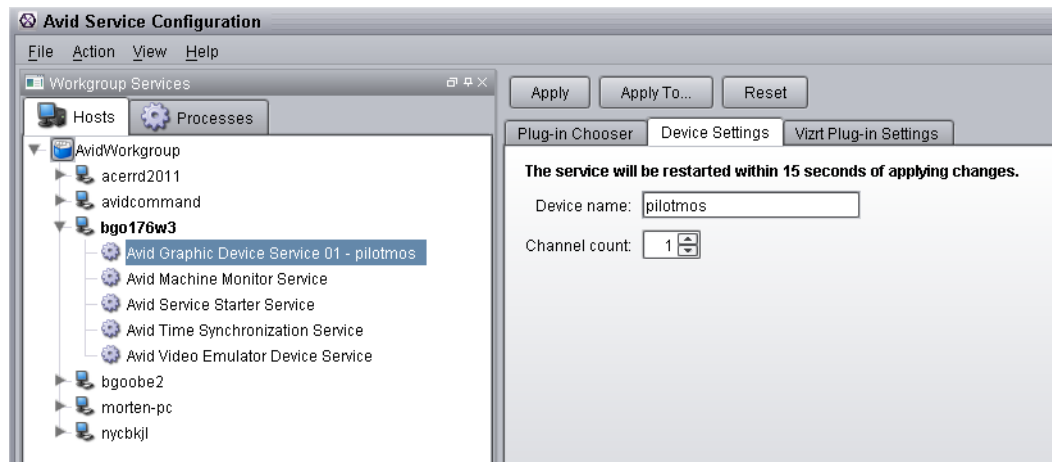 Avid Service Configuration
File Action View Help
Workgroup Services
Hosts Processes
AvidWorkgroup
acerrd2011
avidcommand
bgo176w3
Avid Graphic Device Service 01 - pilotmos
Avid Machine Monitor Service
Avid Service Starter Service
Avid Time Synchronization Service
Avid Video Emulator Device Service
bgoobe2
morten-pc
nycbkjl
Apply Apply To... Reset
Plug-in Chooser Device Settings Vizrt Plug-in Settings
The service will be restarted within 15 seconds of applying changes.
Device name: pilotmos
Channel count: 1